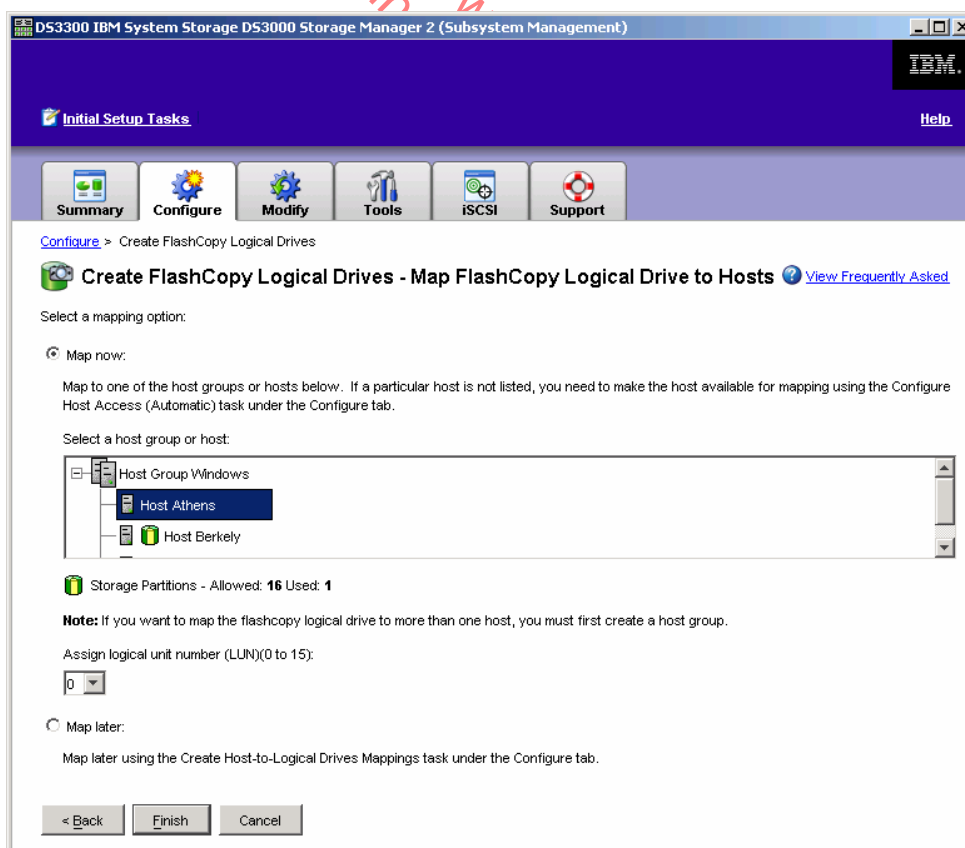 DS3300 IBM System Storage DS3000 Storage Manager 2 (Subsystem Management)
IBM.
Initial Setup Tasks
Help
Summary
Configure
Modify
Tools
iSCSI
Support
Configure > Create FlashCopy Logical Drives
Create FlashCopy Logical Drives - Map FlashCopy Logical Drive to Hosts
View Frequently Asked
Select a mapping option:
Map now:
Map to one of the host groups or hosts below. If a particular host is not listed, you need to make the host available for mapping using the Configure
Host Access (Automatic) task under the Configure tab.
Select a host group or host:
Host Group Windows
Host Athens
Host Berkely
Storage Partitions - Allowed: 16 Used: 1
Note: If you want to map the flashcopy logical drive to more than one host, you must first create a host group.
Assign logical unit number (LUN)(0 to 15):
0
Map later:
Map later using the Create Host-to-Logical Drives Mappings task under the Configure tab.
< Back
Finish
Cancel